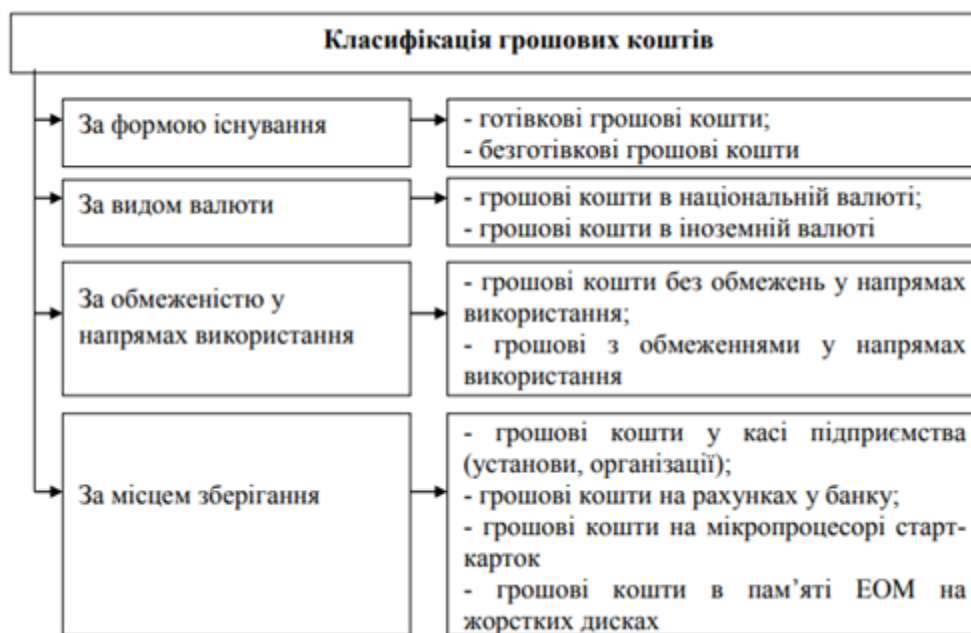 Класифікація грошових коштів
За формою існування
- готівкові грошові кошти;
- безготівкові грошові кошти
За видом валюти
- грошові кошти в національній валюті;
- грошові кошти в іноземній валюті
За обмеженістю у
напрямах використання
- грошові кошти без обмежень у напрямах
використання;
- грошові з обмеженнями у напрямах
використання
За місцем зберігання
- грошові кошти у касі підприємства
(установи, організації);
- грошові кошти на рахунках у банку;
- грошові кошти на мікропроцесорі старт-
карток
- грошові кошти в пам’яті ЕОМ на
жорстких дисках